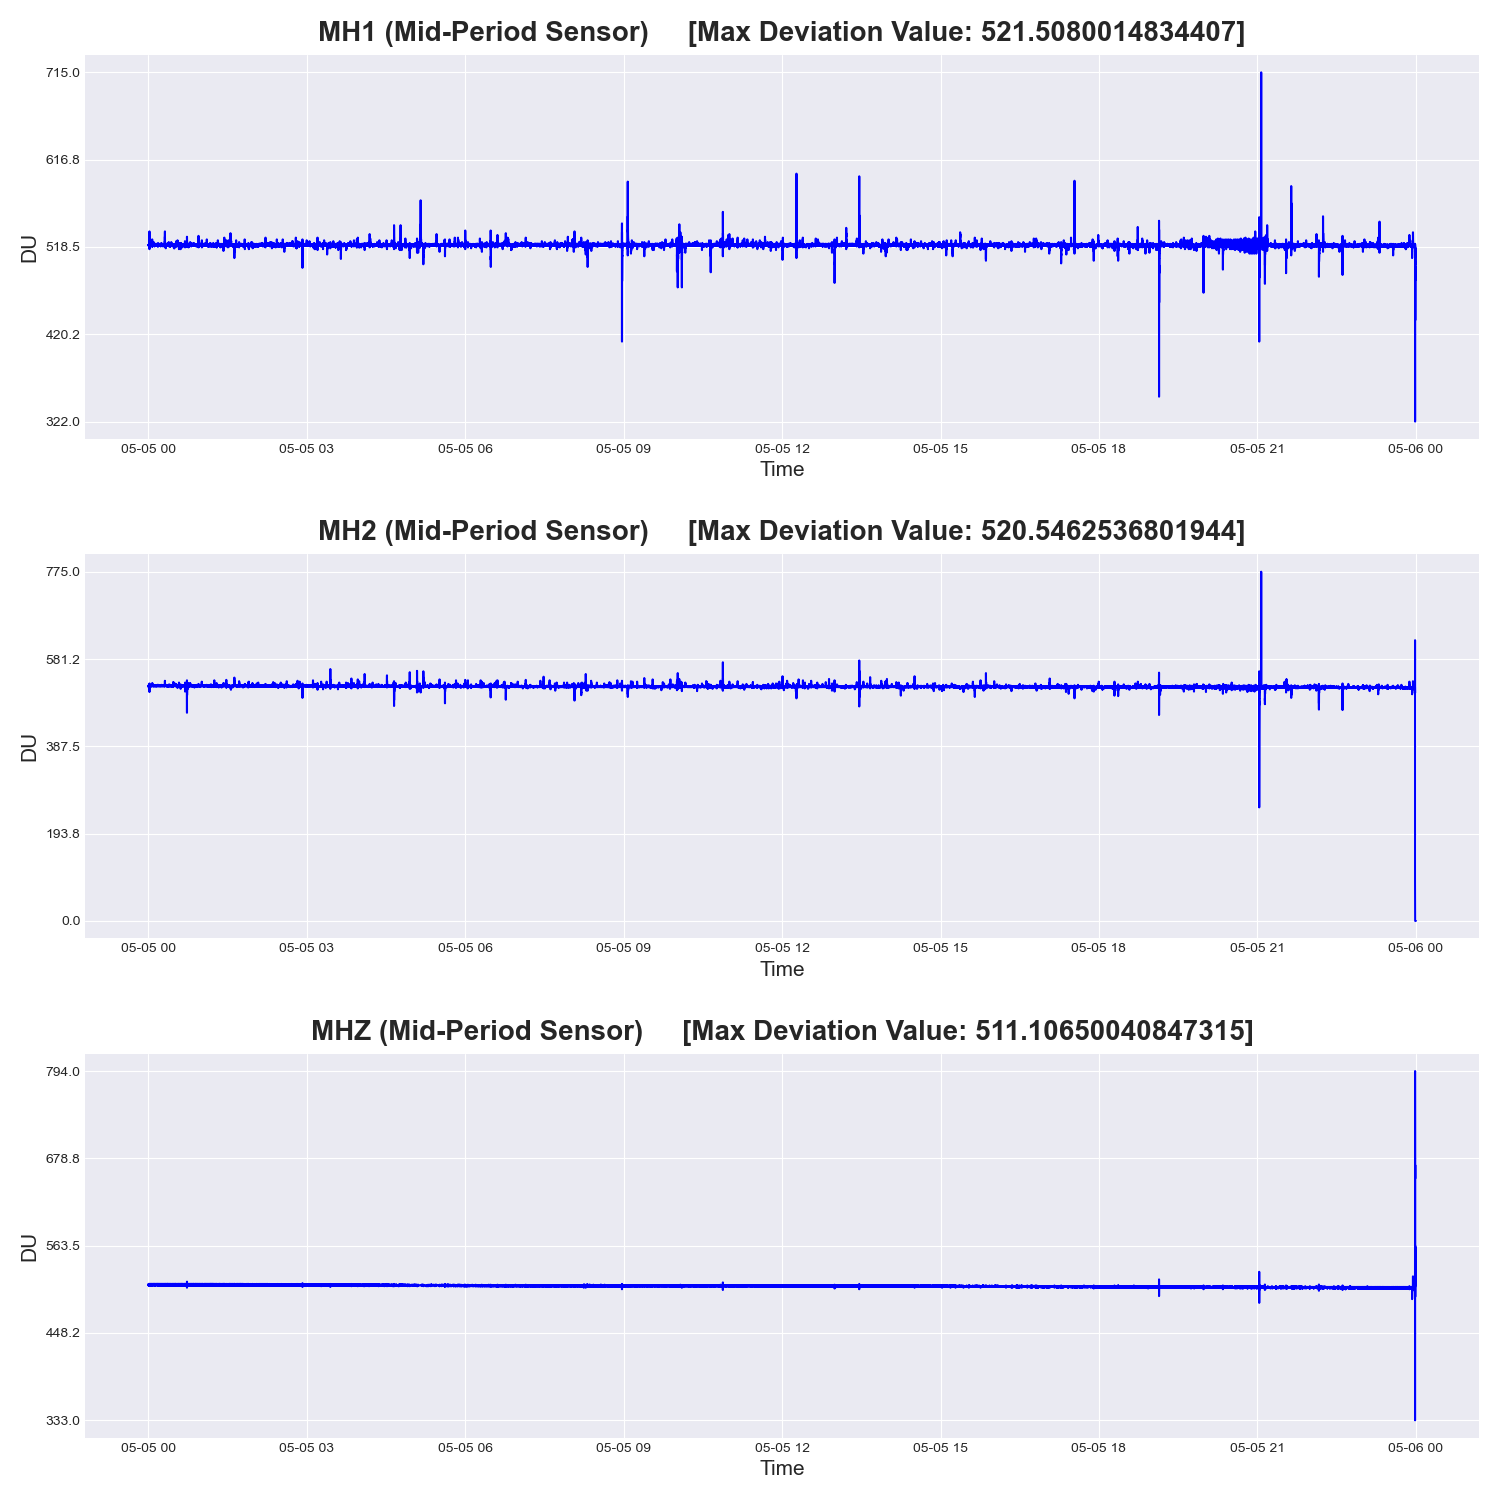 MH1 (Mid-Period Sensor) [Max Deviation Value: 521.5080014834407]
715.0
616.8
518.5
420.2
322.0
DU
05-05 00 05-05 03 05-05 06 05-05 09 05-05 12 05-05 15 05-05 18 05-05 21 05-06 00
Time
MH2 (Mid-Period Sensor) [Max Deviation Value: 520.5462536801944]
775.0
581.2
387.5
193.8
0.0
DU
05-05 00 05-05 03 05-05 06 05-05 09 05-05 12 05-05 15 05-05 18 05-05 21 05-06 00
Time
MHZ (Mid-Period Sensor) [Max Deviation Value: 511.10650040847315]
794.0
678.8
563.5
448.2
333.0
DU
05-05 00 05-05 03 05-05 06 05-05 09 05-05 12 05-05 15 05-05 18 05-05 21 05-06 00
Time